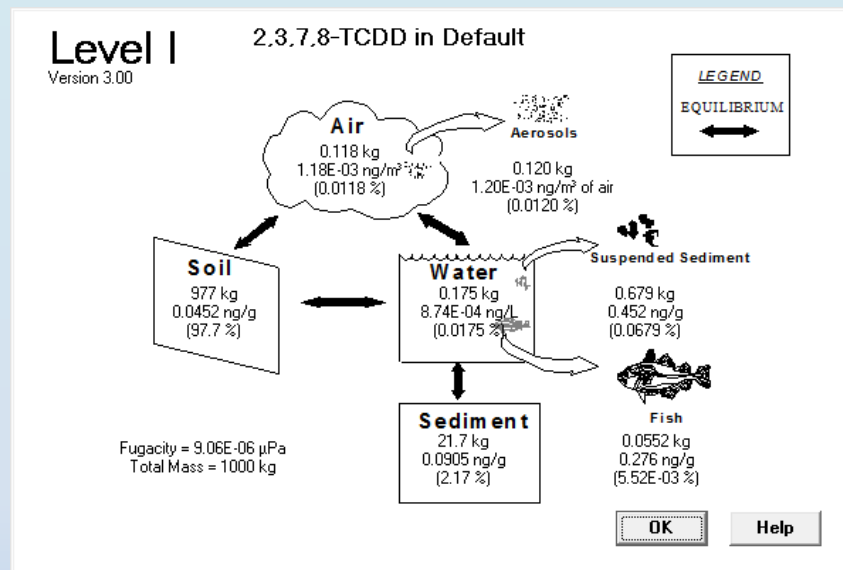 Level I
Version 3.00
2,3,7,8-TCDD in Default
LEGEND
EQUILIBRIUM
Air
0.118 kg
1.18E-03 ng/m³
(0.0118 %)
Aerosols
0.120 kg
1.20E-03 ng/m³ of air
(0.0120 %)
Soil
977 kg
0.0452 ng/g
(97.7 %)
Water
0.175 kg
8.74E-04 ng/L
(0.0175 %)
Suspended Sediment
0.679 kg
0.452 ng/g
(0.0679 %)
Sediment
21.7 kg
0.0905 ng/g
(2.17 %)
Fish
0.0552 kg
0.276 ng/g
(5.52E-03 %)
Fugacity = 9.06E-06 µPa
Total Mass = 1000 kg
OK
Help